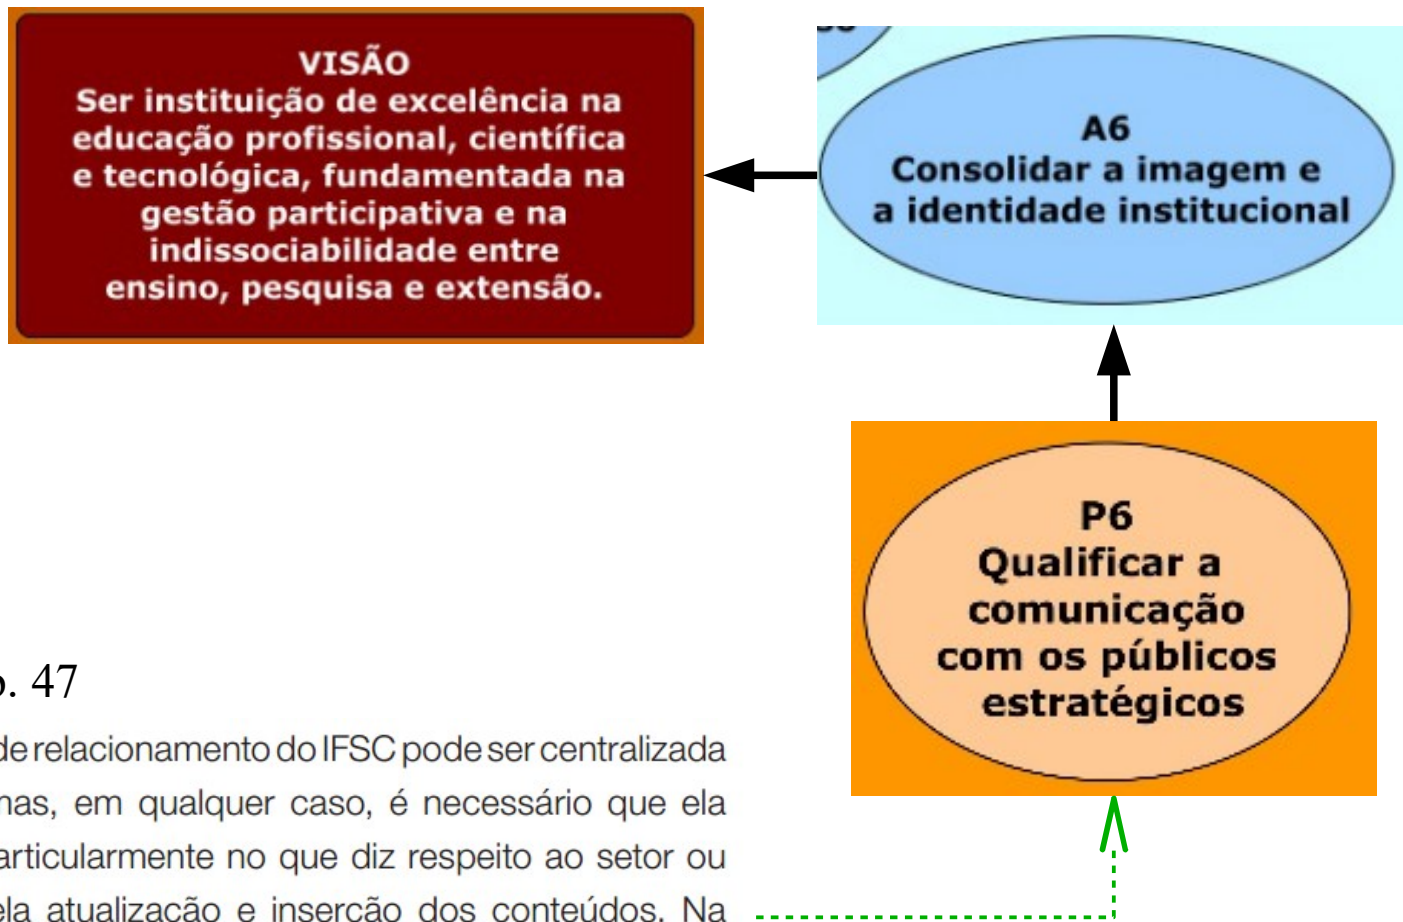 VISÃO
Ser instituição de excelência na
educação profissional, científica
e tecnológica, fundamentada na
gestão participativa e na
indissociabilidade entre
ensino, pesquisa e extensão.
A6
Consolidar a imagem e
a identidade institucional
P6
Qualificar a
comunicação
com os públicos
estratégicos
. 47
de relacionamento do IFSC pode ser centralizada
mas, em qualquer caso, é necessário que ela
articularmente no que diz respeito ao setor ou
ela atualização e inserção dos conteúdos. Na